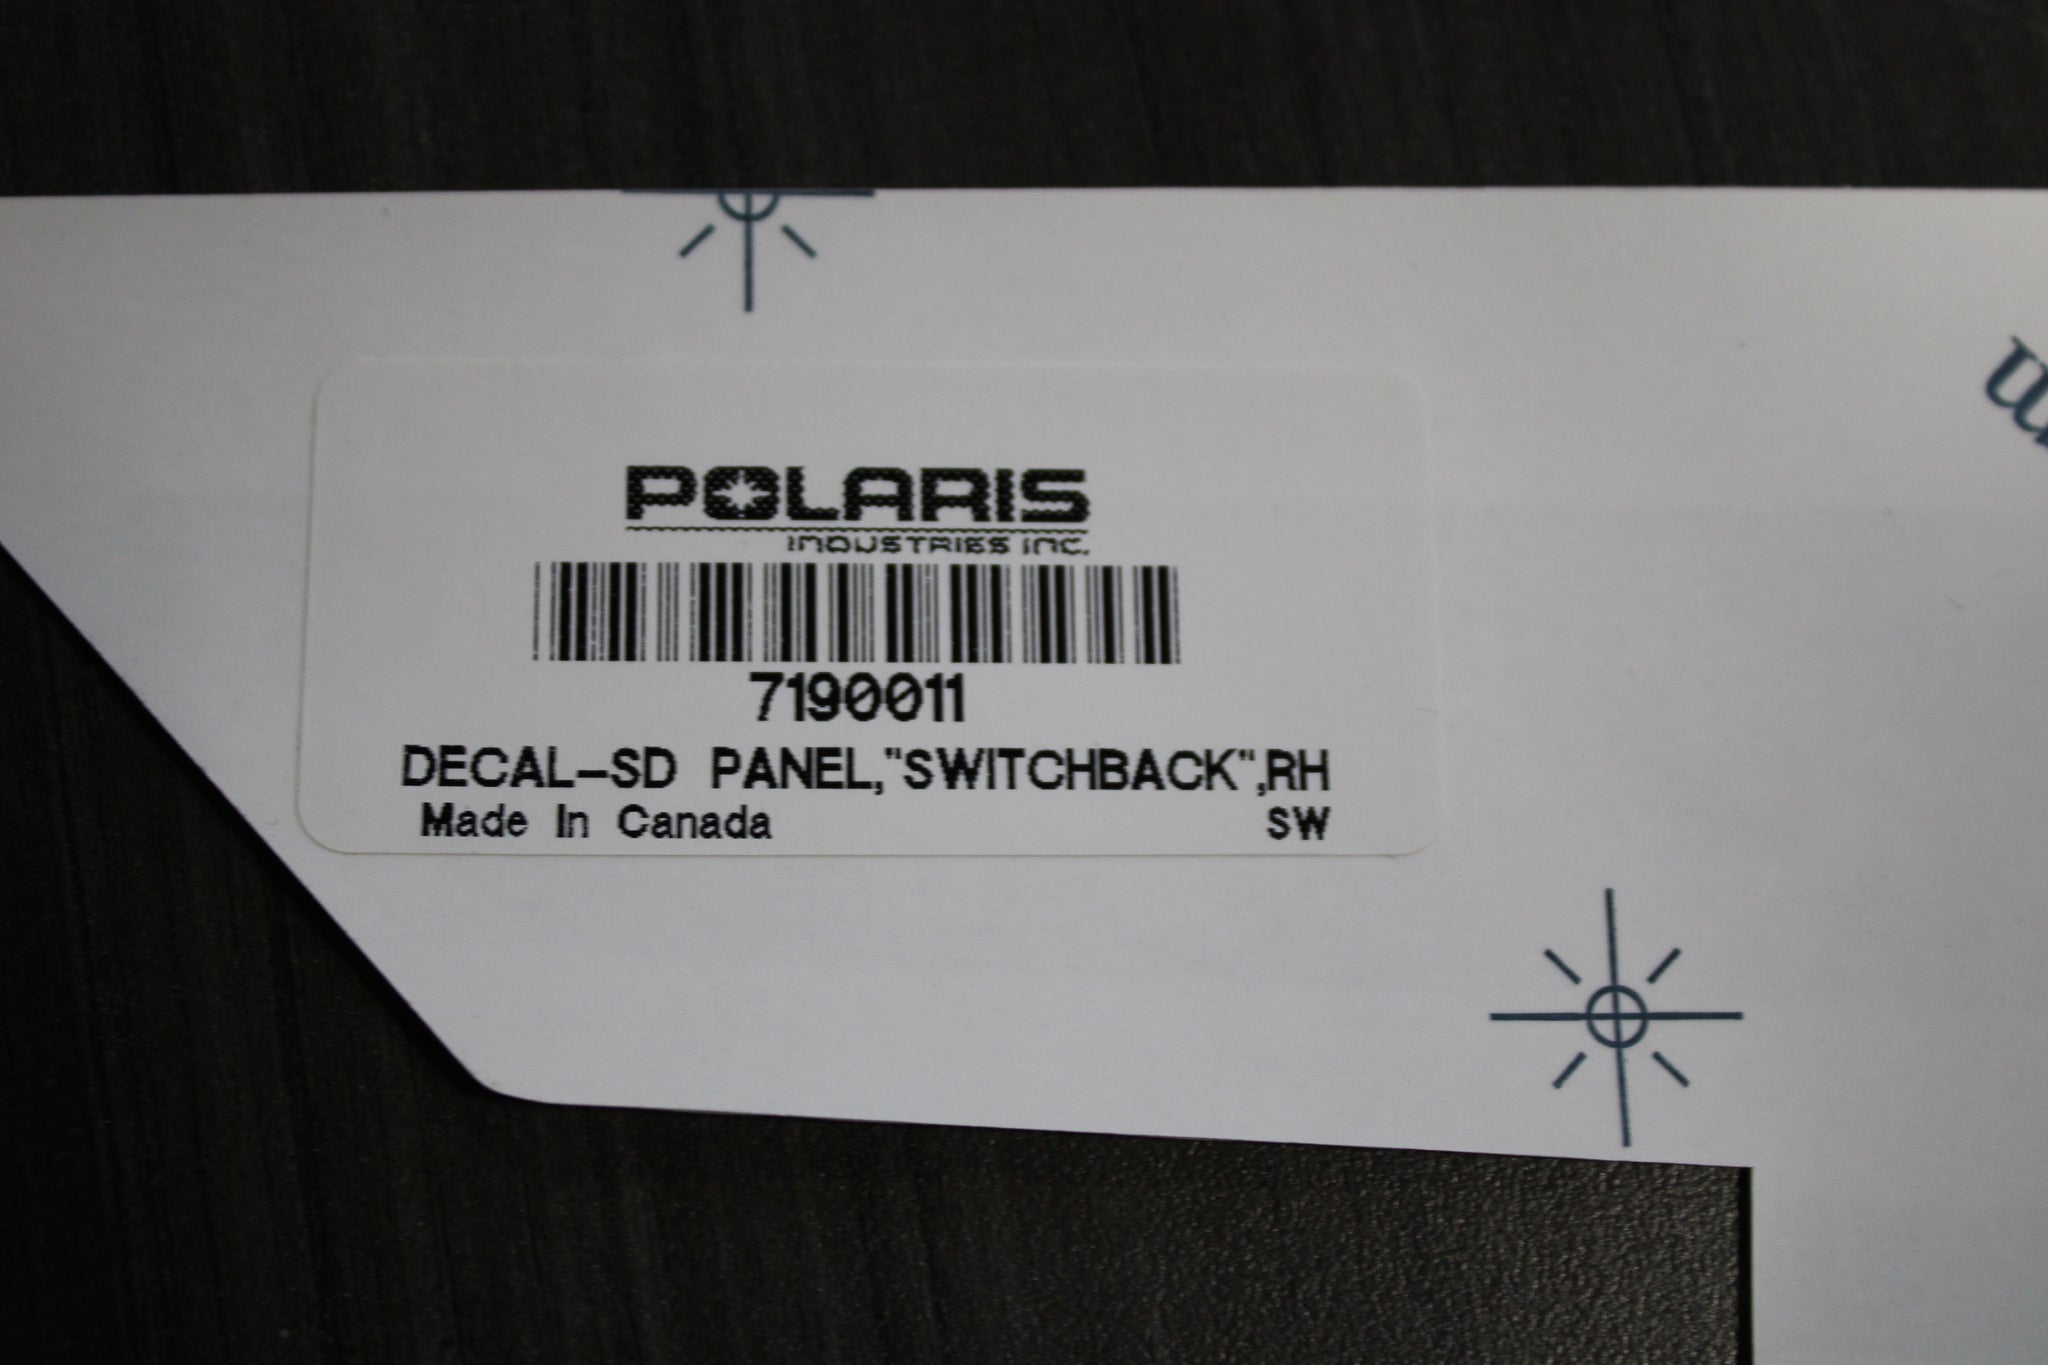 POLARIS
INDUSTRIES INC.
7190011
DECAL-SD PANEL,"SWITCHBACK",RH
Made In Canada SW